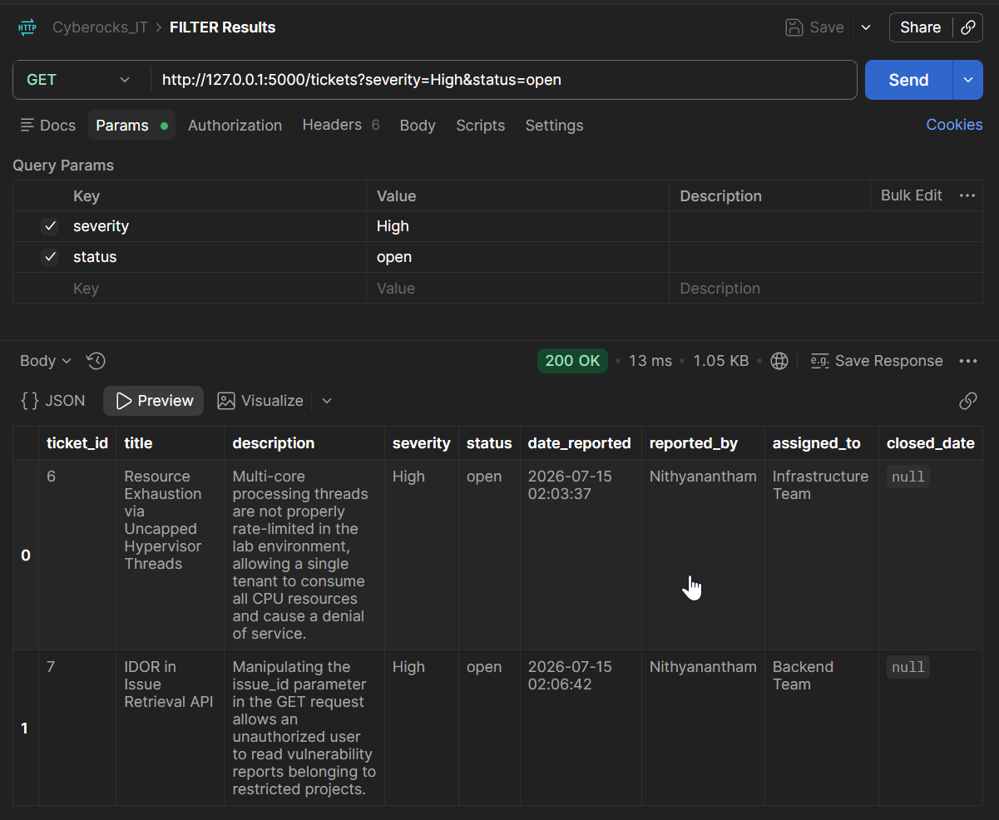 HTTP Cyberocks_IT > FILTER Results Save Share
GET http://127.0.0.1:5000/tickets?severity=High&status=open Send
Docs Params Authorization Headers 6 Body Scripts Settings Cookies
Query Params
Key Value Description Bulk Edit
severity High
status open
Key Value Description
Body 200 OK 13 ms 1.05 KB e.g. Save Response
{ } JSON Preview Visualize
ticket_id title description severity status date_reported reported_by assigned_to closed_date
0
6
Resource
Exhaustion
via
Uncapped
Hypervisor
Threads
Multi-core
processing threads
are not properly
rate-limited in the
lab environment,
allowing a single
tenant to consume
all CPU resources
and cause a denial
of service.
High
open
2026-07-15
02:03:37
Nithyanantham
Infrastructure
Team
null
1
7
IDOR in
Issue
Retrieval API
Manipulating the
issue_id parameter
in the GET request
allows an
unauthorized user
to read vulnerability
reports belonging to
restricted projects.
High
open
2026-07-15
02:06:42
Nithyanantham
Backend
Team
null